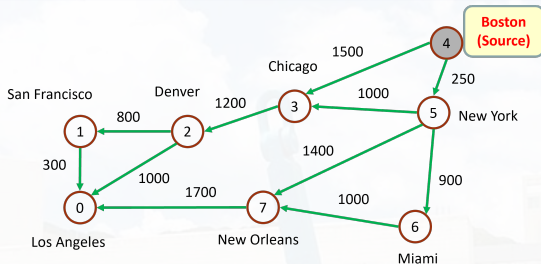 Boston
(Source)
4
1500
250
Chicago
San Francisco
Denver
1200
3
1000
5
New York
800
1
2
300
1000
1400
900
1700
1000
0
7
6
Los Angeles
New Orleans
Miami